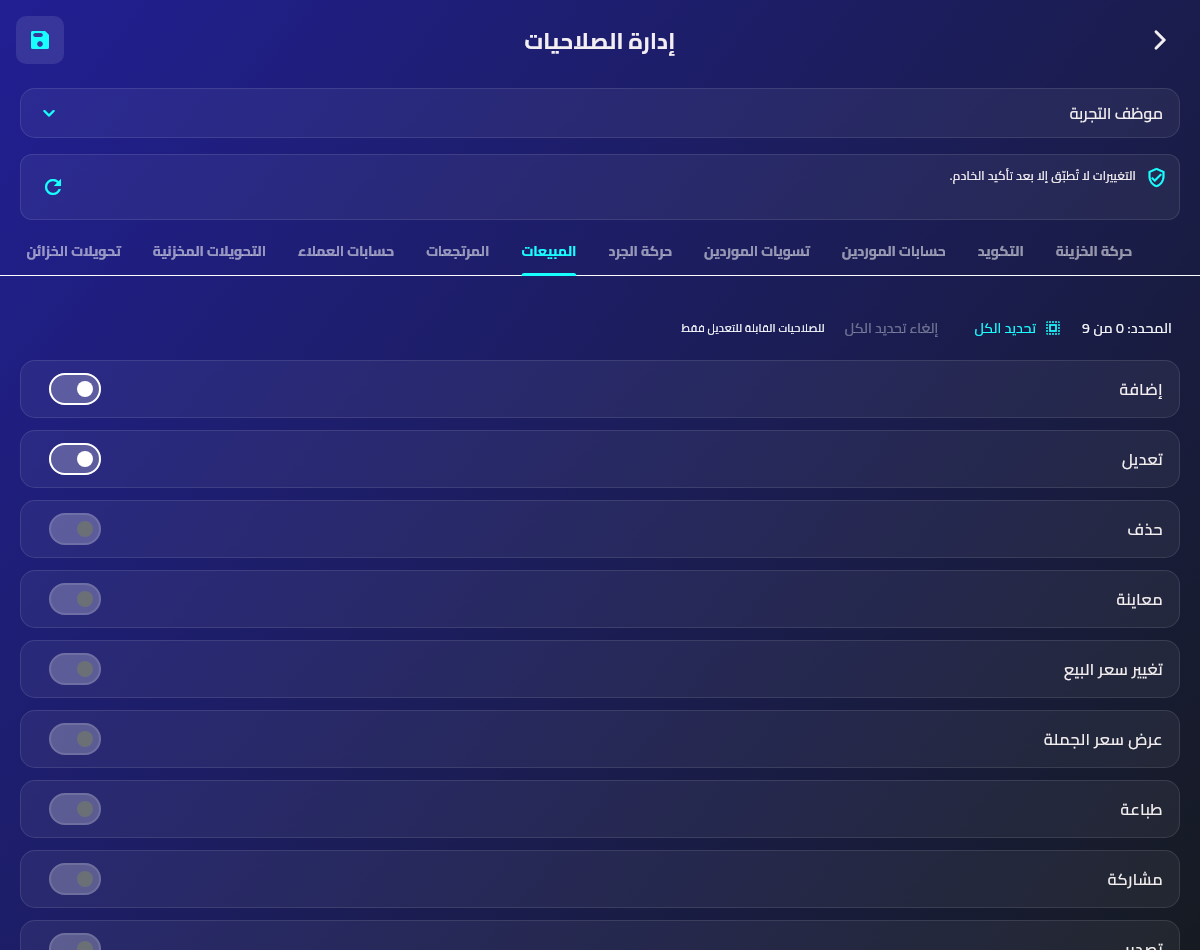 إدارة الصلاحيات
موظف التجربة
التغييرات لا تُطبّق إلا بعد تأكيد الخادم.
حركة الخزينة التكويد حسابات الموردين تسويات الموردين حركة الجرد المبيعات المرتجعات حسابات العملاء التحويلات المخزنية تحويلات الخزائن
المحدد: 0 من 9 تحديد الكل إلغاء تحديد الكل للصلاحيات القابلة للتعديل فقط
إضافة
تعديل
حذف
معاينة
تغيير سعر البيع
عرض سعر الجملة
طباعة
مشاركة